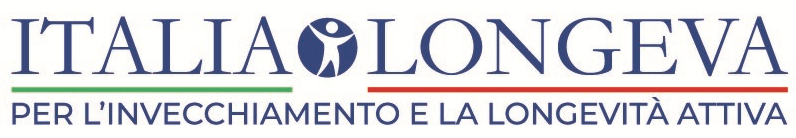 ITALIA LONGEVA
PER L'INVECCHIAMENTO E LA LONGEVITÀ ATTIVA